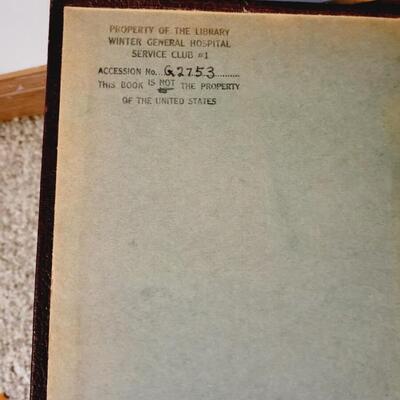 PROPERTY OF THE LIBRARY
WINTER GENERAL HOSPITAL
SERVICE CLUB #1
ACCESSION No...G2753..........
THIS BOOK IS NOT THE PROPERTY
OF THE UNITED STATES